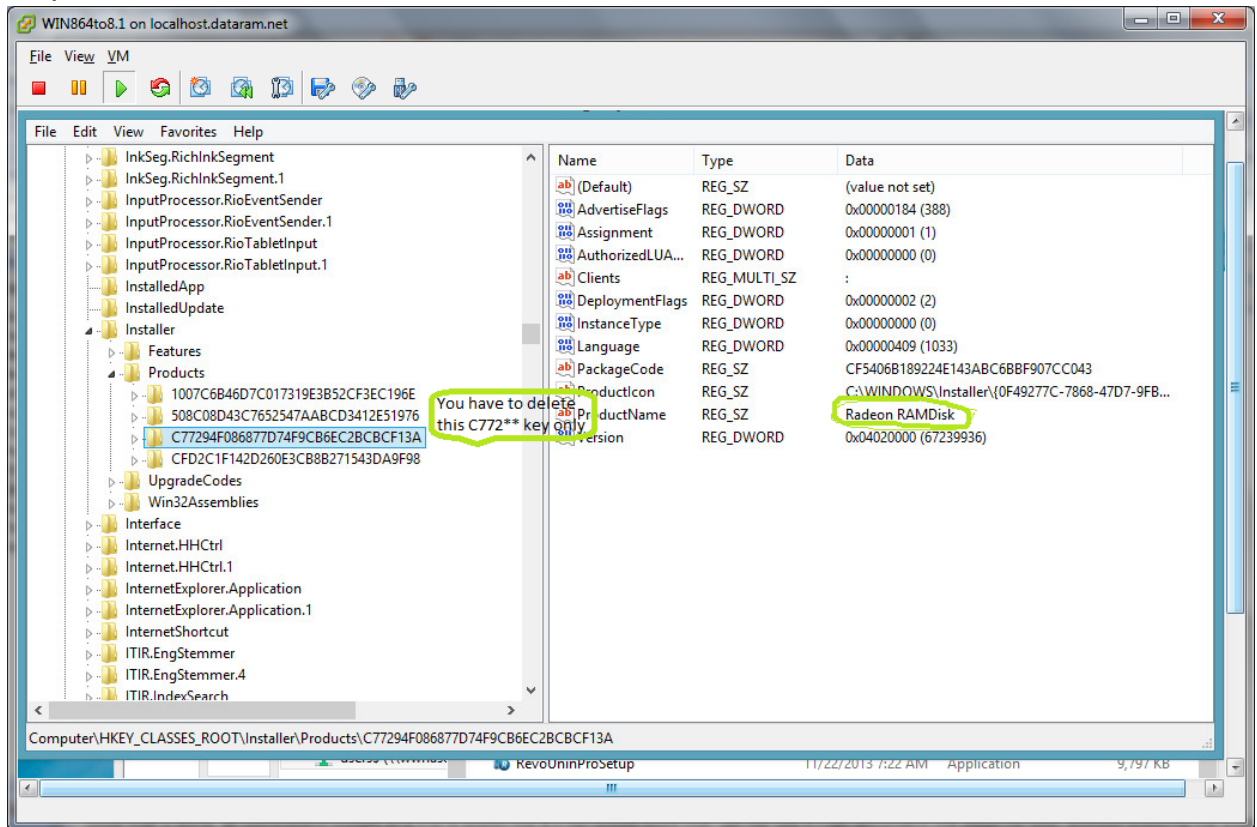 WIN864to8.1 on localhost.dataram.net
File View VM
File Edit View Favorites Help
InkSeg.RichInkSegment
InkSeg.RichInkSegment.1
InputProcessor.RioEventSender
InputProcessor.RioEventSender.1
InputProcessor.RioTabletInput
InputProcessor.RioTabletInput.1
InstalledApp
InstalledUpdate
Installer
Features
Products
1007C6B46D7C017319E3B52CF3EC196E
508C08D43C7652547AABCD3412E51976
C77294F086877D74F9CB6EC2BCBCF13A
CFD2C1F142D260E3CB8B271543DA9F98
UpgradeCodes
Win32Assemblies
Interface
Internet.HHCtrl
Internet.HHCtrl.1
InternetExplorer.Application
InternetExplorer.Application.1
InternetShortcut
ITIR.EngStemmer
ITIR.EngStemmer.4
ITIR.IndexSearch
You have to delete
this C772** key only
Name Type Data
(Default) REG_SZ (value not set)
AdvertiseFlags REG_DWORD 0x00000184 (388)
Assignment REG_DWORD 0x00000001 (1)
AuthorizedLUA... REG_DWORD 0x00000000 (0)
Clients REG_MULTI_SZ :
DeploymentFlags REG_DWORD 0x00000002 (2)
InstanceType REG_DWORD 0x00000000 (0)
Language REG_DWORD 0x00000409 (1033)
PackageCode REG_SZ CF5406B189224E143ABC6BBF907CC043
ProductIcon REG_SZ C:\WINDOWS\Installer\{0F49277C-7868-47D7-9FB...
ProductName REG_SZ Radeon RAMDisk
Version REG_DWORD 0x04020000 (67239936)
Computer\HKEY_CLASSES_ROOT\Installer\Products\C77294F086877D74F9CB6EC2BCBCF13A
RevoUninProSetup 11/22/2013 7:22 AM Application 9,797 KB